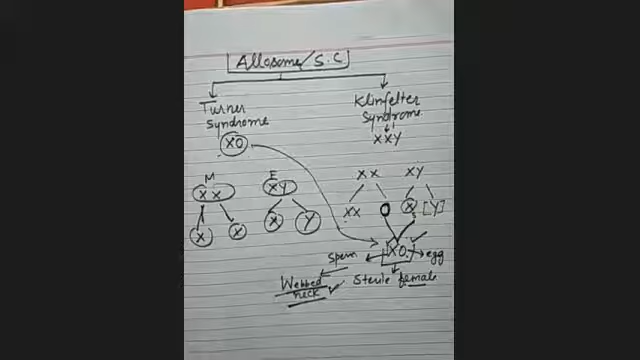 Allosome/S.C
Turner
Syndrome
XO
Klinfelter
Syndrome
XXY
M
XX
F
XY
X
X
X
Y
XX
XY
XX
O
X
[Y]
XO
sperm
egg
Webbed
neck
Sterile female